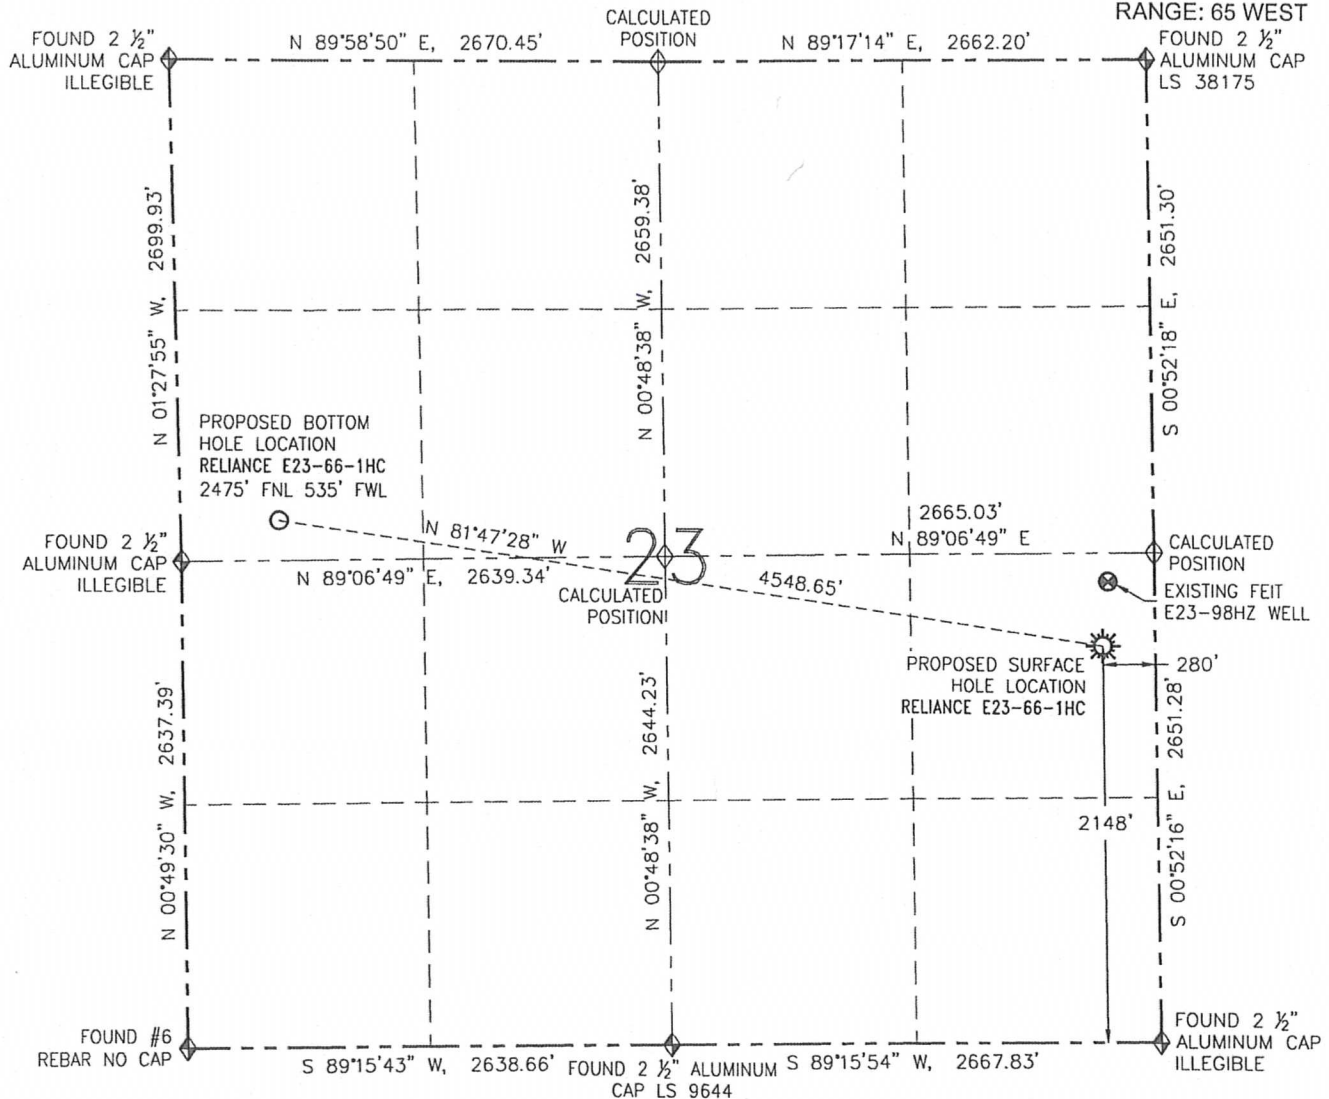 RANGE: 65 WEST
FOUND 2 ½"
ALUMINUM CAP
ILLEGIBLE
N 89°58'50" E, 2670.45'
CALCULATED
POSITION
N 89°17'14" E, 2662.20'
FOUND 2 ½"
ALUMINUM CAP
LS 38175
N 01°27'55" W, 2699.93'
N 00°48'38" W, 2659.38'
S 00°52'18" E, 2651.30'
PROPOSED BOTTOM
HOLE LOCATION
RELIANCE E23-66-1HC
2475' FNL 535' FWL
FOUND 2 ½"
ALUMINUM CAP
ILLEGIBLE
N 81°47'28" W
4548.65'
N 89°06'49" E, 2639.34'
23
CALCULATED
POSITION
2665.03'
N 89°06'49" E
CALCULATED
POSITION
EXISTING FEIT
E23-98HZ WELL
PROPOSED SURFACE
HOLE LOCATION
RELIANCE E23-66-1HC
280'
2148'
N 00°49'30" W, 2637.39'
N 00°48'38" W, 2644.23'
S 00°52'16" E, 2651.28'
FOUND #6
REBAR NO CAP
S 89°15'43" W, 2638.66'
FOUND 2 ½" ALUMINUM
CAP LS 9644
S 89°15'54" W, 2667.83'
FOUND 2 ½"
ALUMINUM CAP
ILLEGIBLE